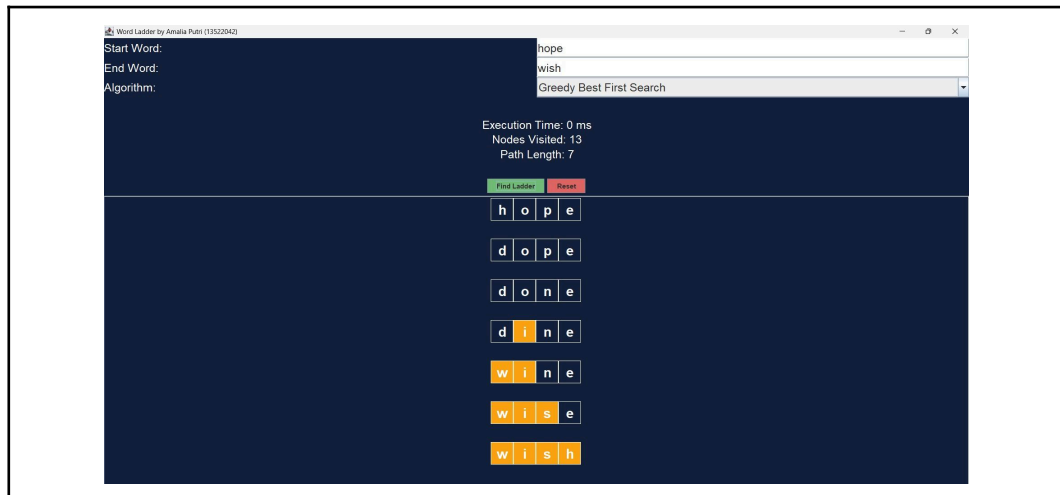 Word Ladder by Amalia Putri (13522042)
Start Word: hope
End Word: wish
Algorithm: Greedy Best First Search
Execution Time: 0 ms
Nodes Visited: 13
Path Length: 7
Find Ladder Reset
h o p e
d o p e
d o n e
d i n e
w i n e
w i s e
w i s h